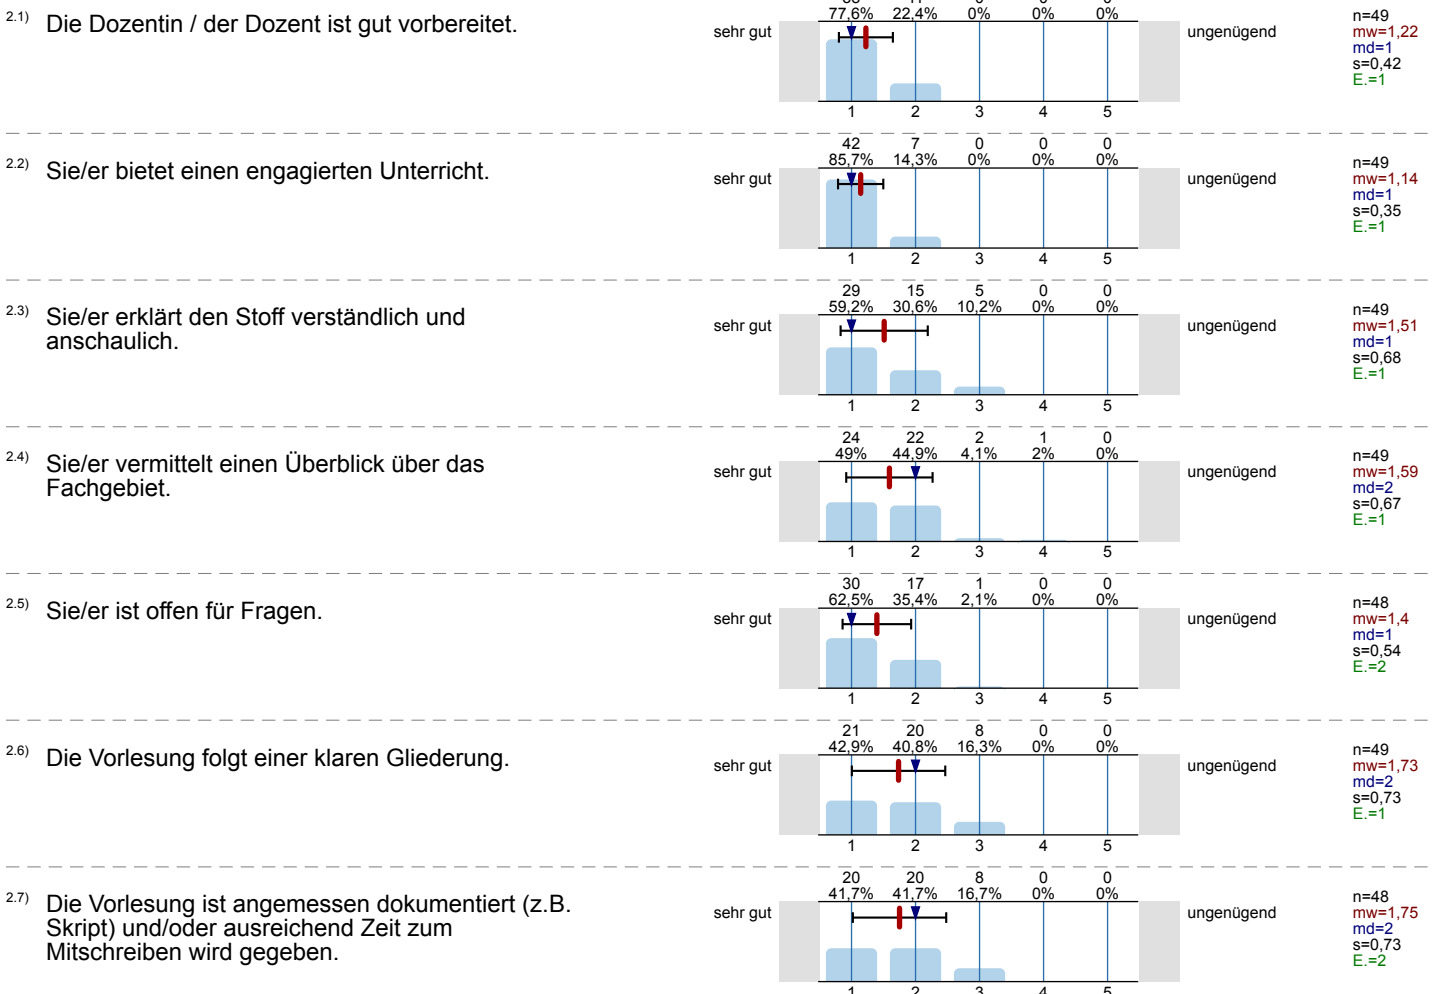 77,6% 22,4% 0% 0% 0%
2.1) Die Dozentin / der Dozent ist gut vorbereitet.
sehr gut
ungenügend
n=49
mw=1,22
md=1
s=0,42
E.=1
1 2 3 4 5
42 7 0 0 0
85,7% 14,3% 0% 0% 0%
2.2) Sie/er bietet einen engagierten Unterricht.
sehr gut
ungenügend
n=49
mw=1,14
md=1
s=0,35
E.=1
1 2 3 4 5
29 15 5 0 0
59,2% 30,6% 10,2% 0% 0%
2.3) Sie/er erklärt den Stoff verständlich und
anschaulich.
sehr gut
ungenügend
n=49
mw=1,51
md=1
s=0,68
E.=1
1 2 3 4 5
24 22 2 1 0
49% 44,9% 4,1% 2% 0%
2.4) Sie/er vermittelt einen Überblick über das
Fachgebiet.
sehr gut
ungenügend
n=49
mw=1,59
md=2
s=0,67
E.=1
1 2 3 4 5
30 17 1 0 0
62,5% 35,4% 2,1% 0% 0%
2.5) Sie/er ist offen für Fragen.
sehr gut
ungenügend
n=48
mw=1,4
md=1
s=0,54
E.=2
1 2 3 4 5
21 20 8 0 0
42,9% 40,8% 16,3% 0% 0%
2.6) Die Vorlesung folgt einer klaren Gliederung.
sehr gut
ungenügend
n=49
mw=1,73
md=2
s=0,73
E.=1
1 2 3 4 5
20 20 8 0 0
41,7% 41,7% 16,7% 0% 0%
2.7) Die Vorlesung ist angemessen dokumentiert (z.B.
Skript) und/oder ausreichend Zeit zum
Mitschreiben wird gegeben.
sehr gut
ungenügend
n=48
mw=1,75
md=2
s=0,73
E.=2
1 2 3 4 5